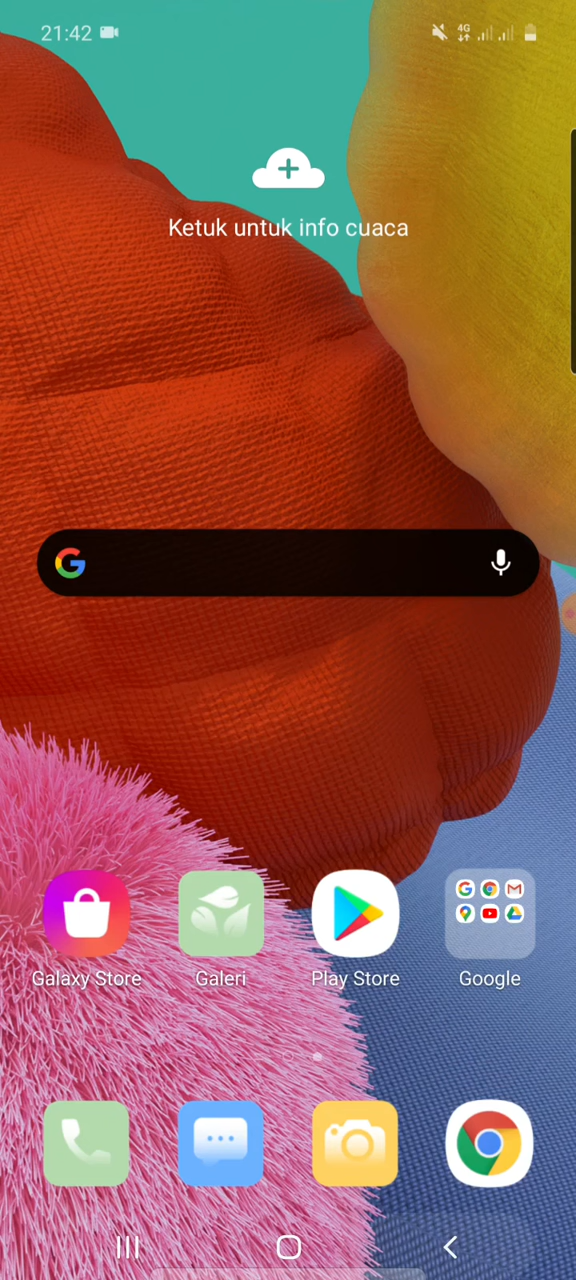 21:42
4G
Ketuk untuk info cuaca
Galaxy Store
Galeri
Play Store
Google